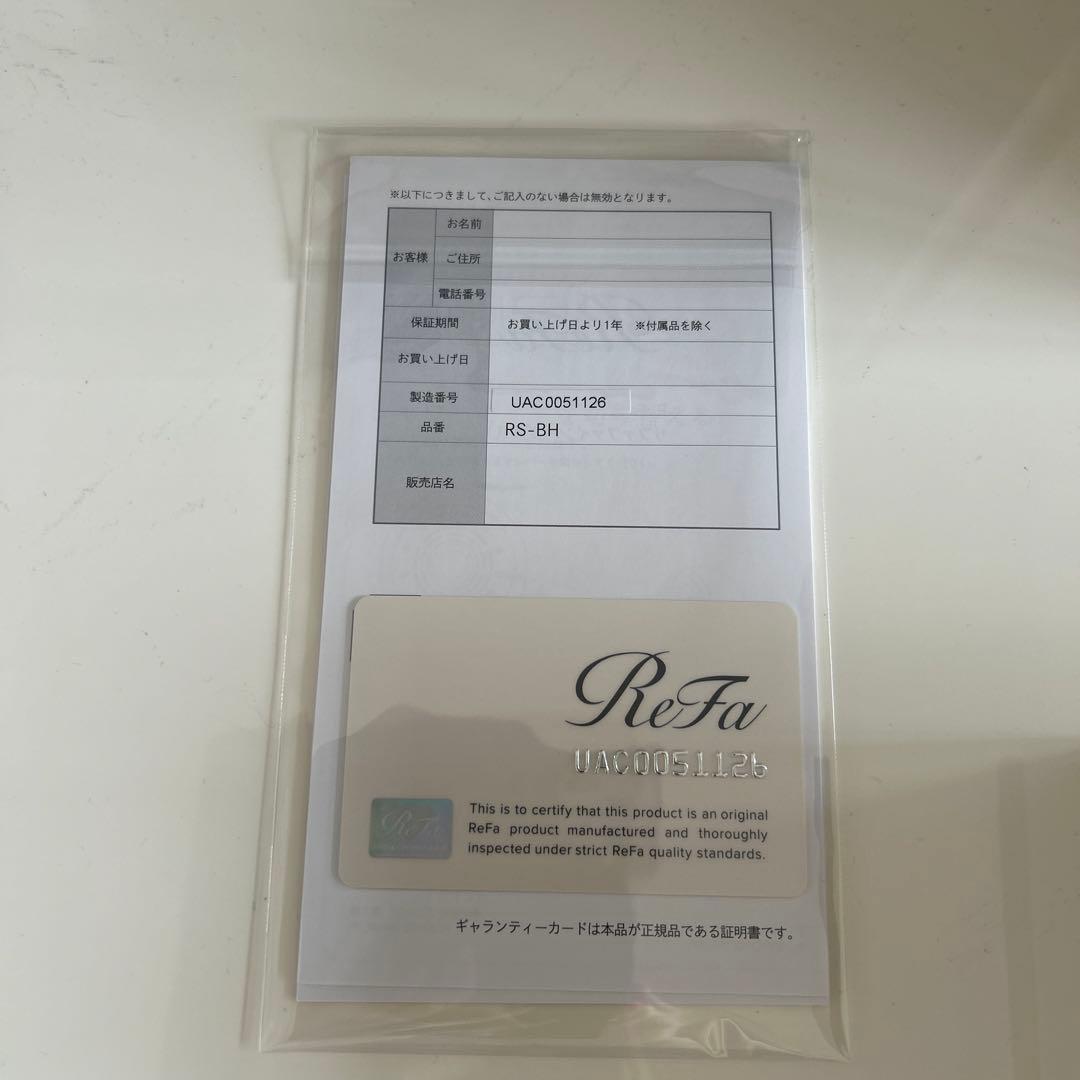 ※以下につきまして、ご記入のない場合は無効となります。
お客様
お名前
ご住所
電話番号
保証期間 お買い上げ日より1年 ※付属品を除く
お買い上げ日
製造番号 UAC0051126
品番 RS-BH
販売店名
ReFa
UAC0051126
ReFa
This is to certify that this product is an original
ReFa product manufactured and thoroughly
inspected under strict ReFa quality standards.
ギャランティーカードは本品が正規品である証明書です。